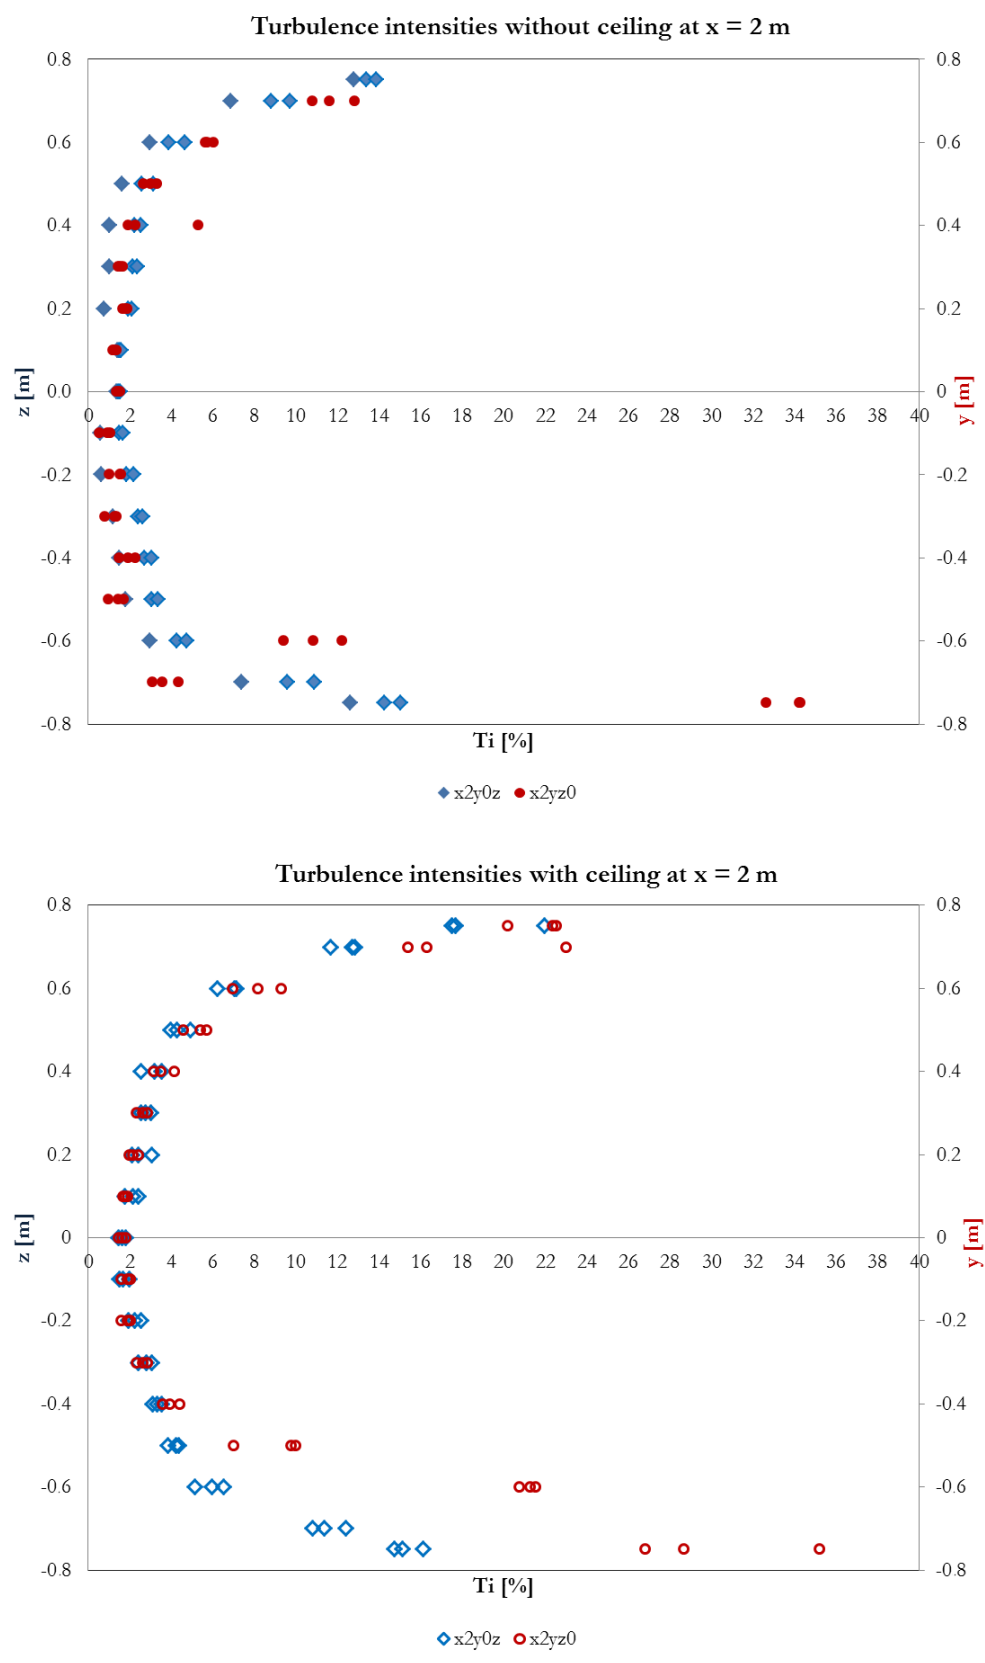 Turbulence intensities without ceiling at x = 2 m
0.8 0.8
0.6 0.6
0.4 0.4
0.2 0.2
0.0 0
0 2 4 6 8 10 12 14 16 18 20 22 24 26 28 30 32 34 36 38 40
-0.2 -0.2
-0.4 -0.4
-0.6 -0.6
-0.8 -0.8
z [m]
y [m]
Ti [%]
x2y0z x2yz0
Turbulence intensities with ceiling at x = 2 m
0.8 0.8
0.6 0.6
0.4 0.4
0.2 0.2
0 0
0 2 4 6 8 10 12 14 16 18 20 22 24 26 28 30 32 34 36 38 40
-0.2 -0.2
-0.4 -0.4
-0.6 -0.6
-0.8 -0.8
z [m]
y [m]
Ti [%]
x2y0z x2yz0